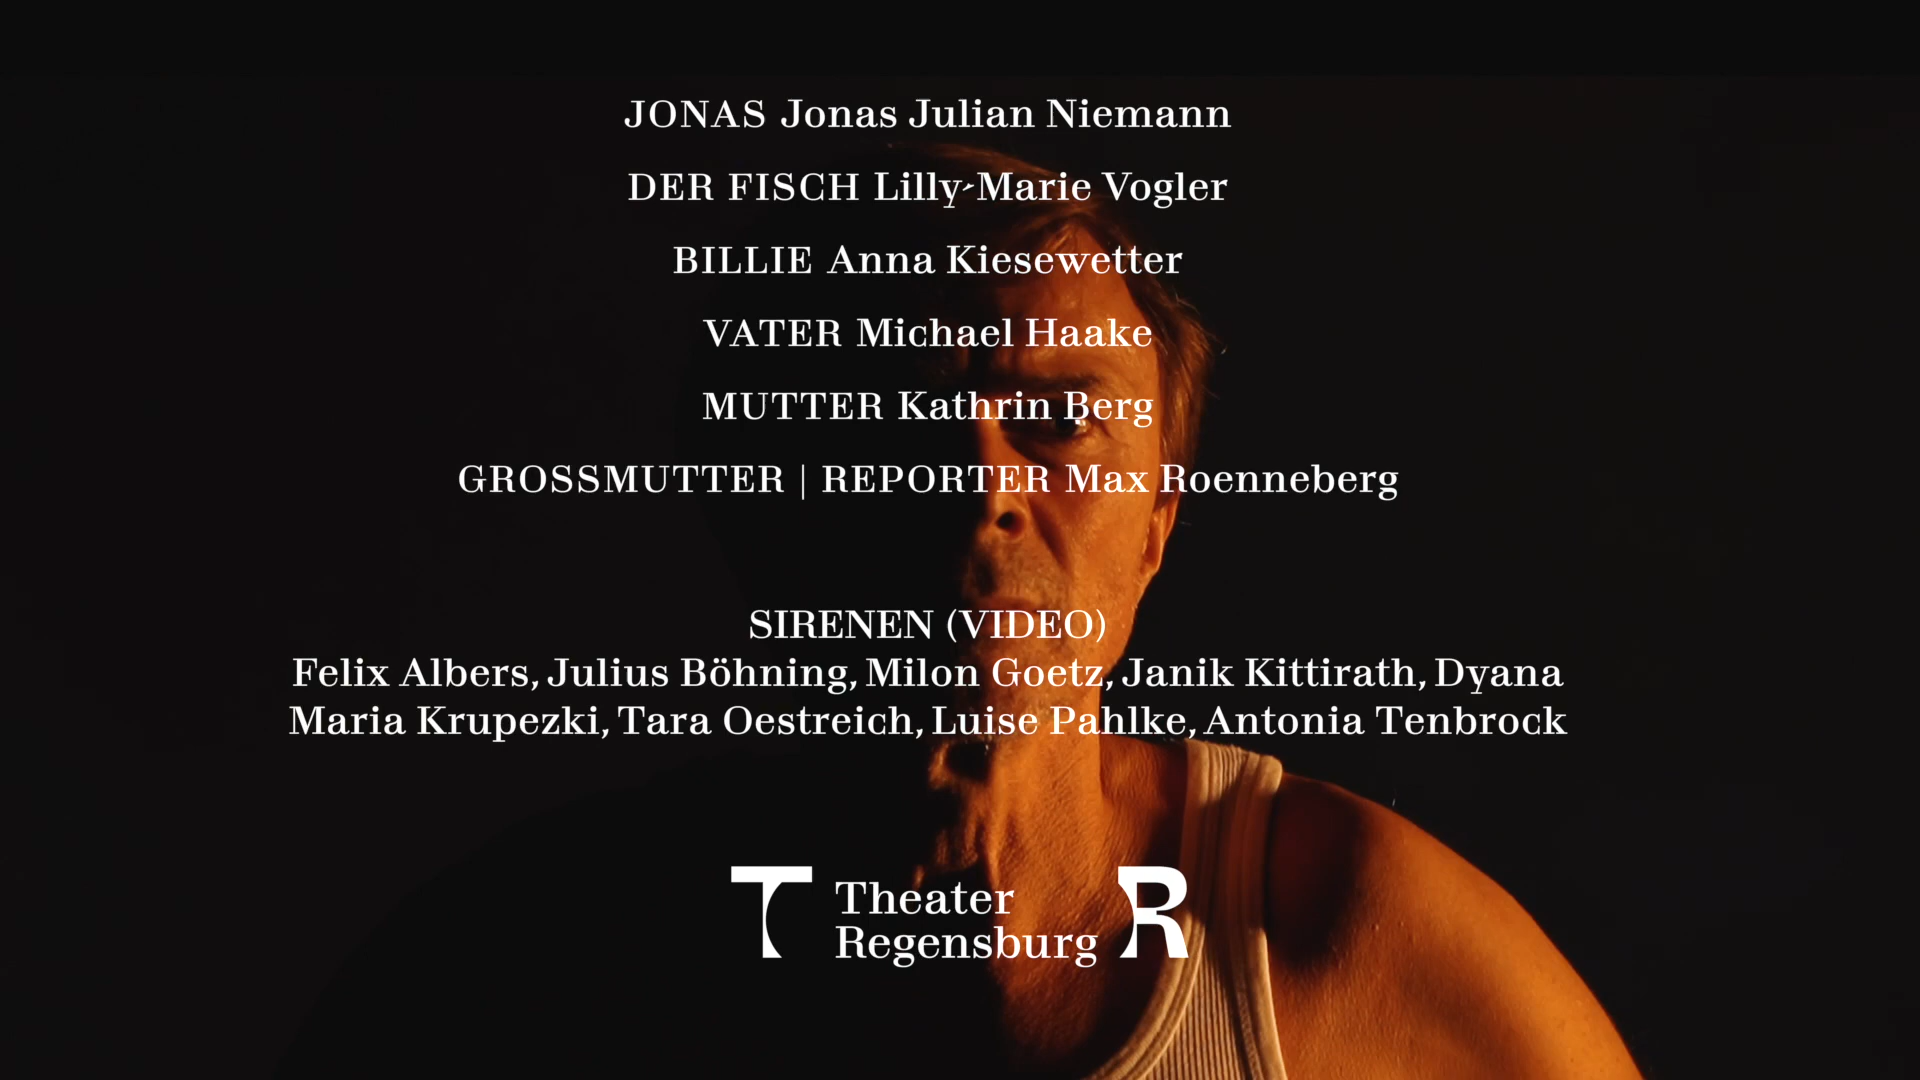 JONAS Jonas Julian Niemann
DER FISCH Lilly-Marie Vogler
BILLIE Anna Kiesewetter
VATER Michael Haake
MUTTER Kathrin Berg
GROSSMUTTER | REPORTER Max Roenneberg
SIRENEN (VIDEO)
Felix Albers, Julius Böhning, Milon Goetz, Janik Kittirath, Dyana
Maria Krupezki, Tara Oestreich, Luise Pahlke, Antonia Tenbrock
T Theater R
Regensburg